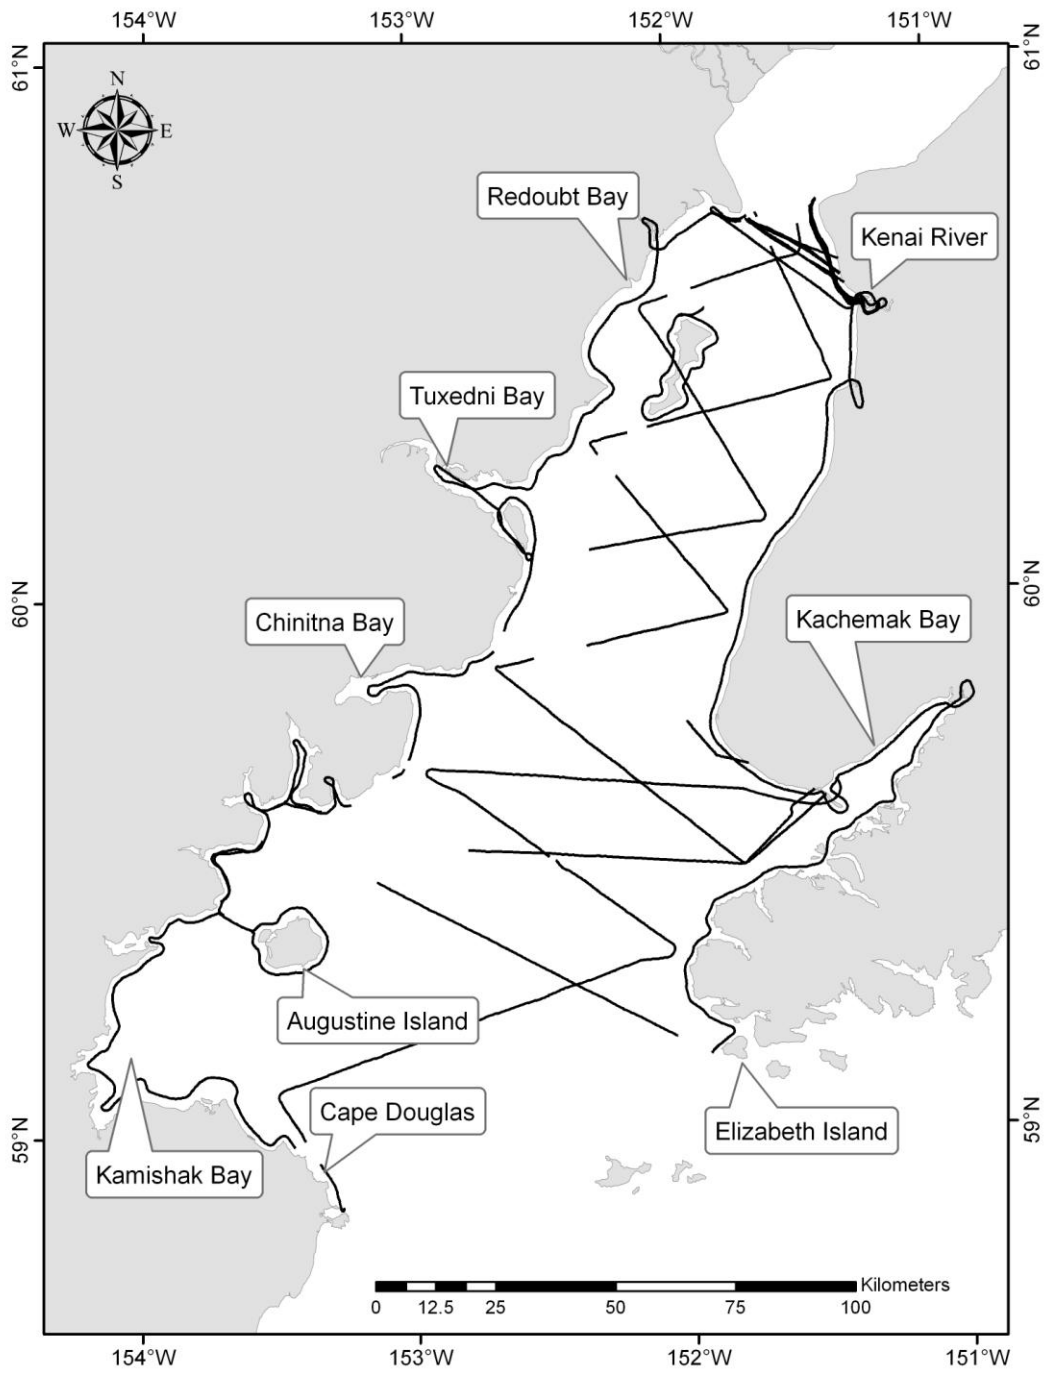 154°W 153°W 152°W 151°W
61°N 61°N
N
W E
S
Redoubt Bay
Kenai River
Tuxedni Bay
60°N 60°N
Chinitna Bay
Kachemak Bay
Augustine Island
Cape Douglas
59°N 59°N
Elizabeth Island
Kamishak Bay
Kilometers
0 12.5 25 50 75 100
154°W 153°W 152°W 151°W